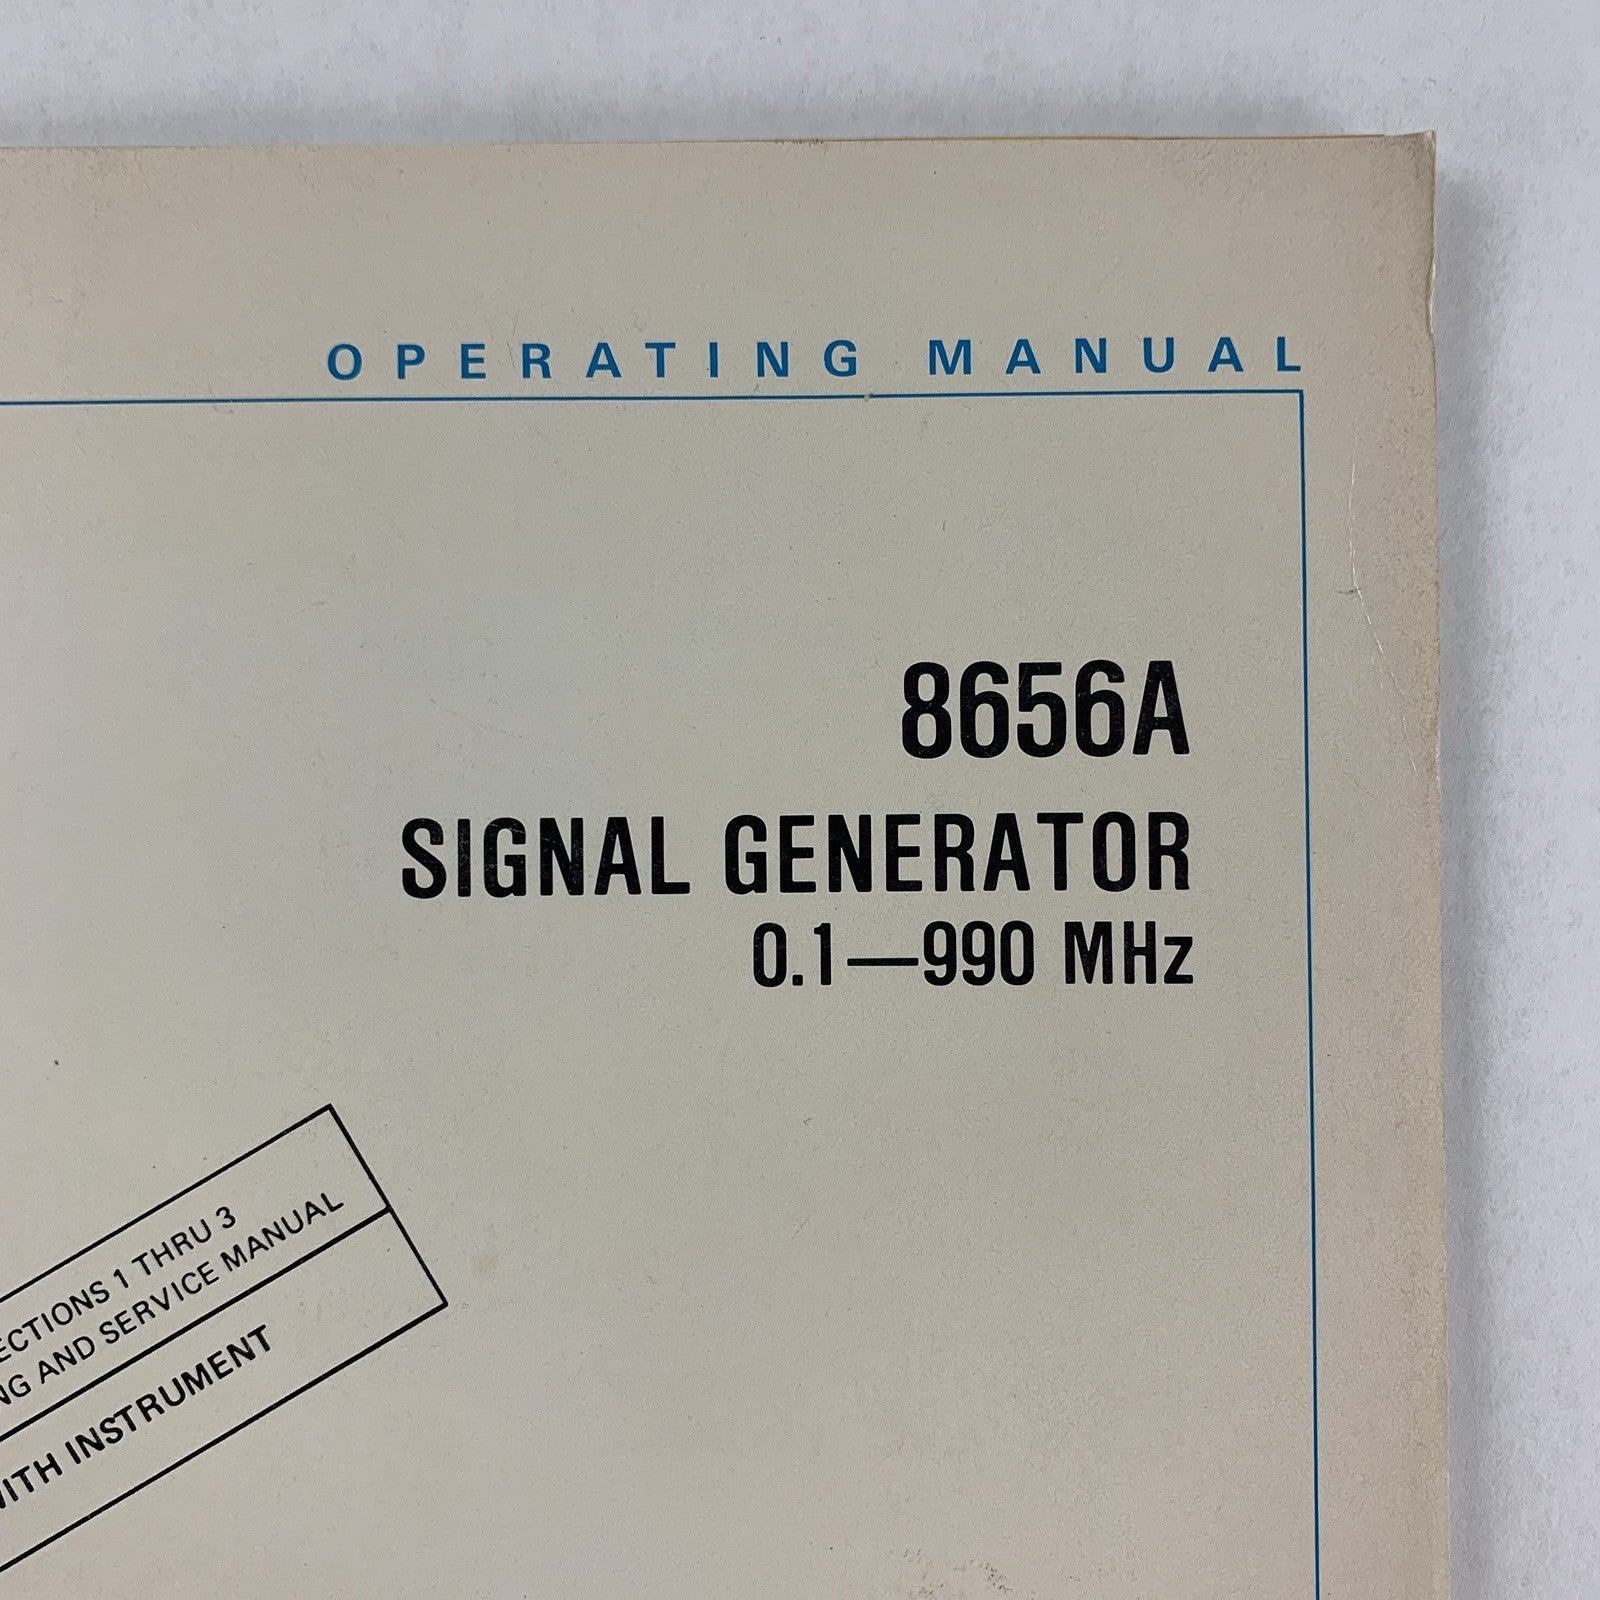 OPERATING MANUAL
8656A
SIGNAL GENERATOR
0.1—990 MHz
ECTIONS 1 THRU 3
NG AND SERVICE MANUAL
WITH INSTRUMENT